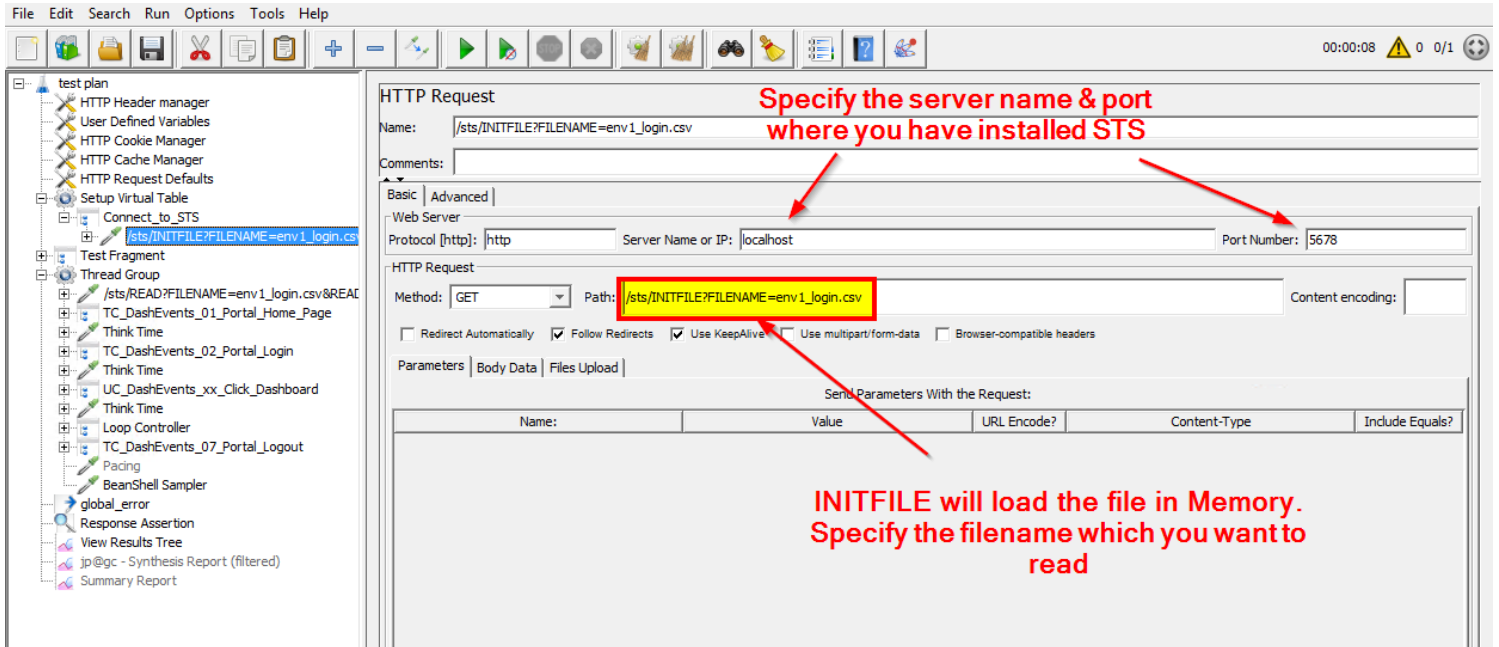 File Edit Search Run Options Tools Help
STOP
00:00:08 0 0/1
test plan
HTTP Header manager
User Defined Variables
HTTP Cookie Manager
HTTP Cache Manager
HTTP Request Defaults
Setup Virtual Table
Connect_to_STS
/sts/INITFILE?FILENAME=env1_login.csv
Test Fragment
Thread Group
/sts/READ?FILENAME=env1_login.csv&READ
TC_DashEvents_01_Portal_Home_Page
Think Time
TC_DashEvents_02_Portal_Login
Think Time
UC_DashEvents_xx_Click_Dashboard
Think Time
Loop Controller
TC_DashEvents_07_Portal_Logout
Pacing
BeanShell Sampler
global_error
Response Assertion
View Results Tree
jp@gc - Synthesis Report (filtered)
Summary Report
HTTP Request
Specify the server name & port
where you have installed STS
Name: /sts/INITFILE?FILENAME=env1_login.csv
Comments:
Basic Advanced
Web Server
Protocol [http]: http Server Name or IP: localhost Port Number: 5678
HTTP Request
Method: GET Path: /sts/INITFILE?FILENAME=env1_login.csv Content encoding:
Redirect Automatically Follow Redirects Use KeepAlive Use multipart/form-data Browser-compatible headers
Parameters Body Data Files Upload
Send Parameters With the Request:
Name: Value URL Encode? Content-Type Include Equals?
INITFILE will load the file in Memory.
Specify the filename which you want to
read